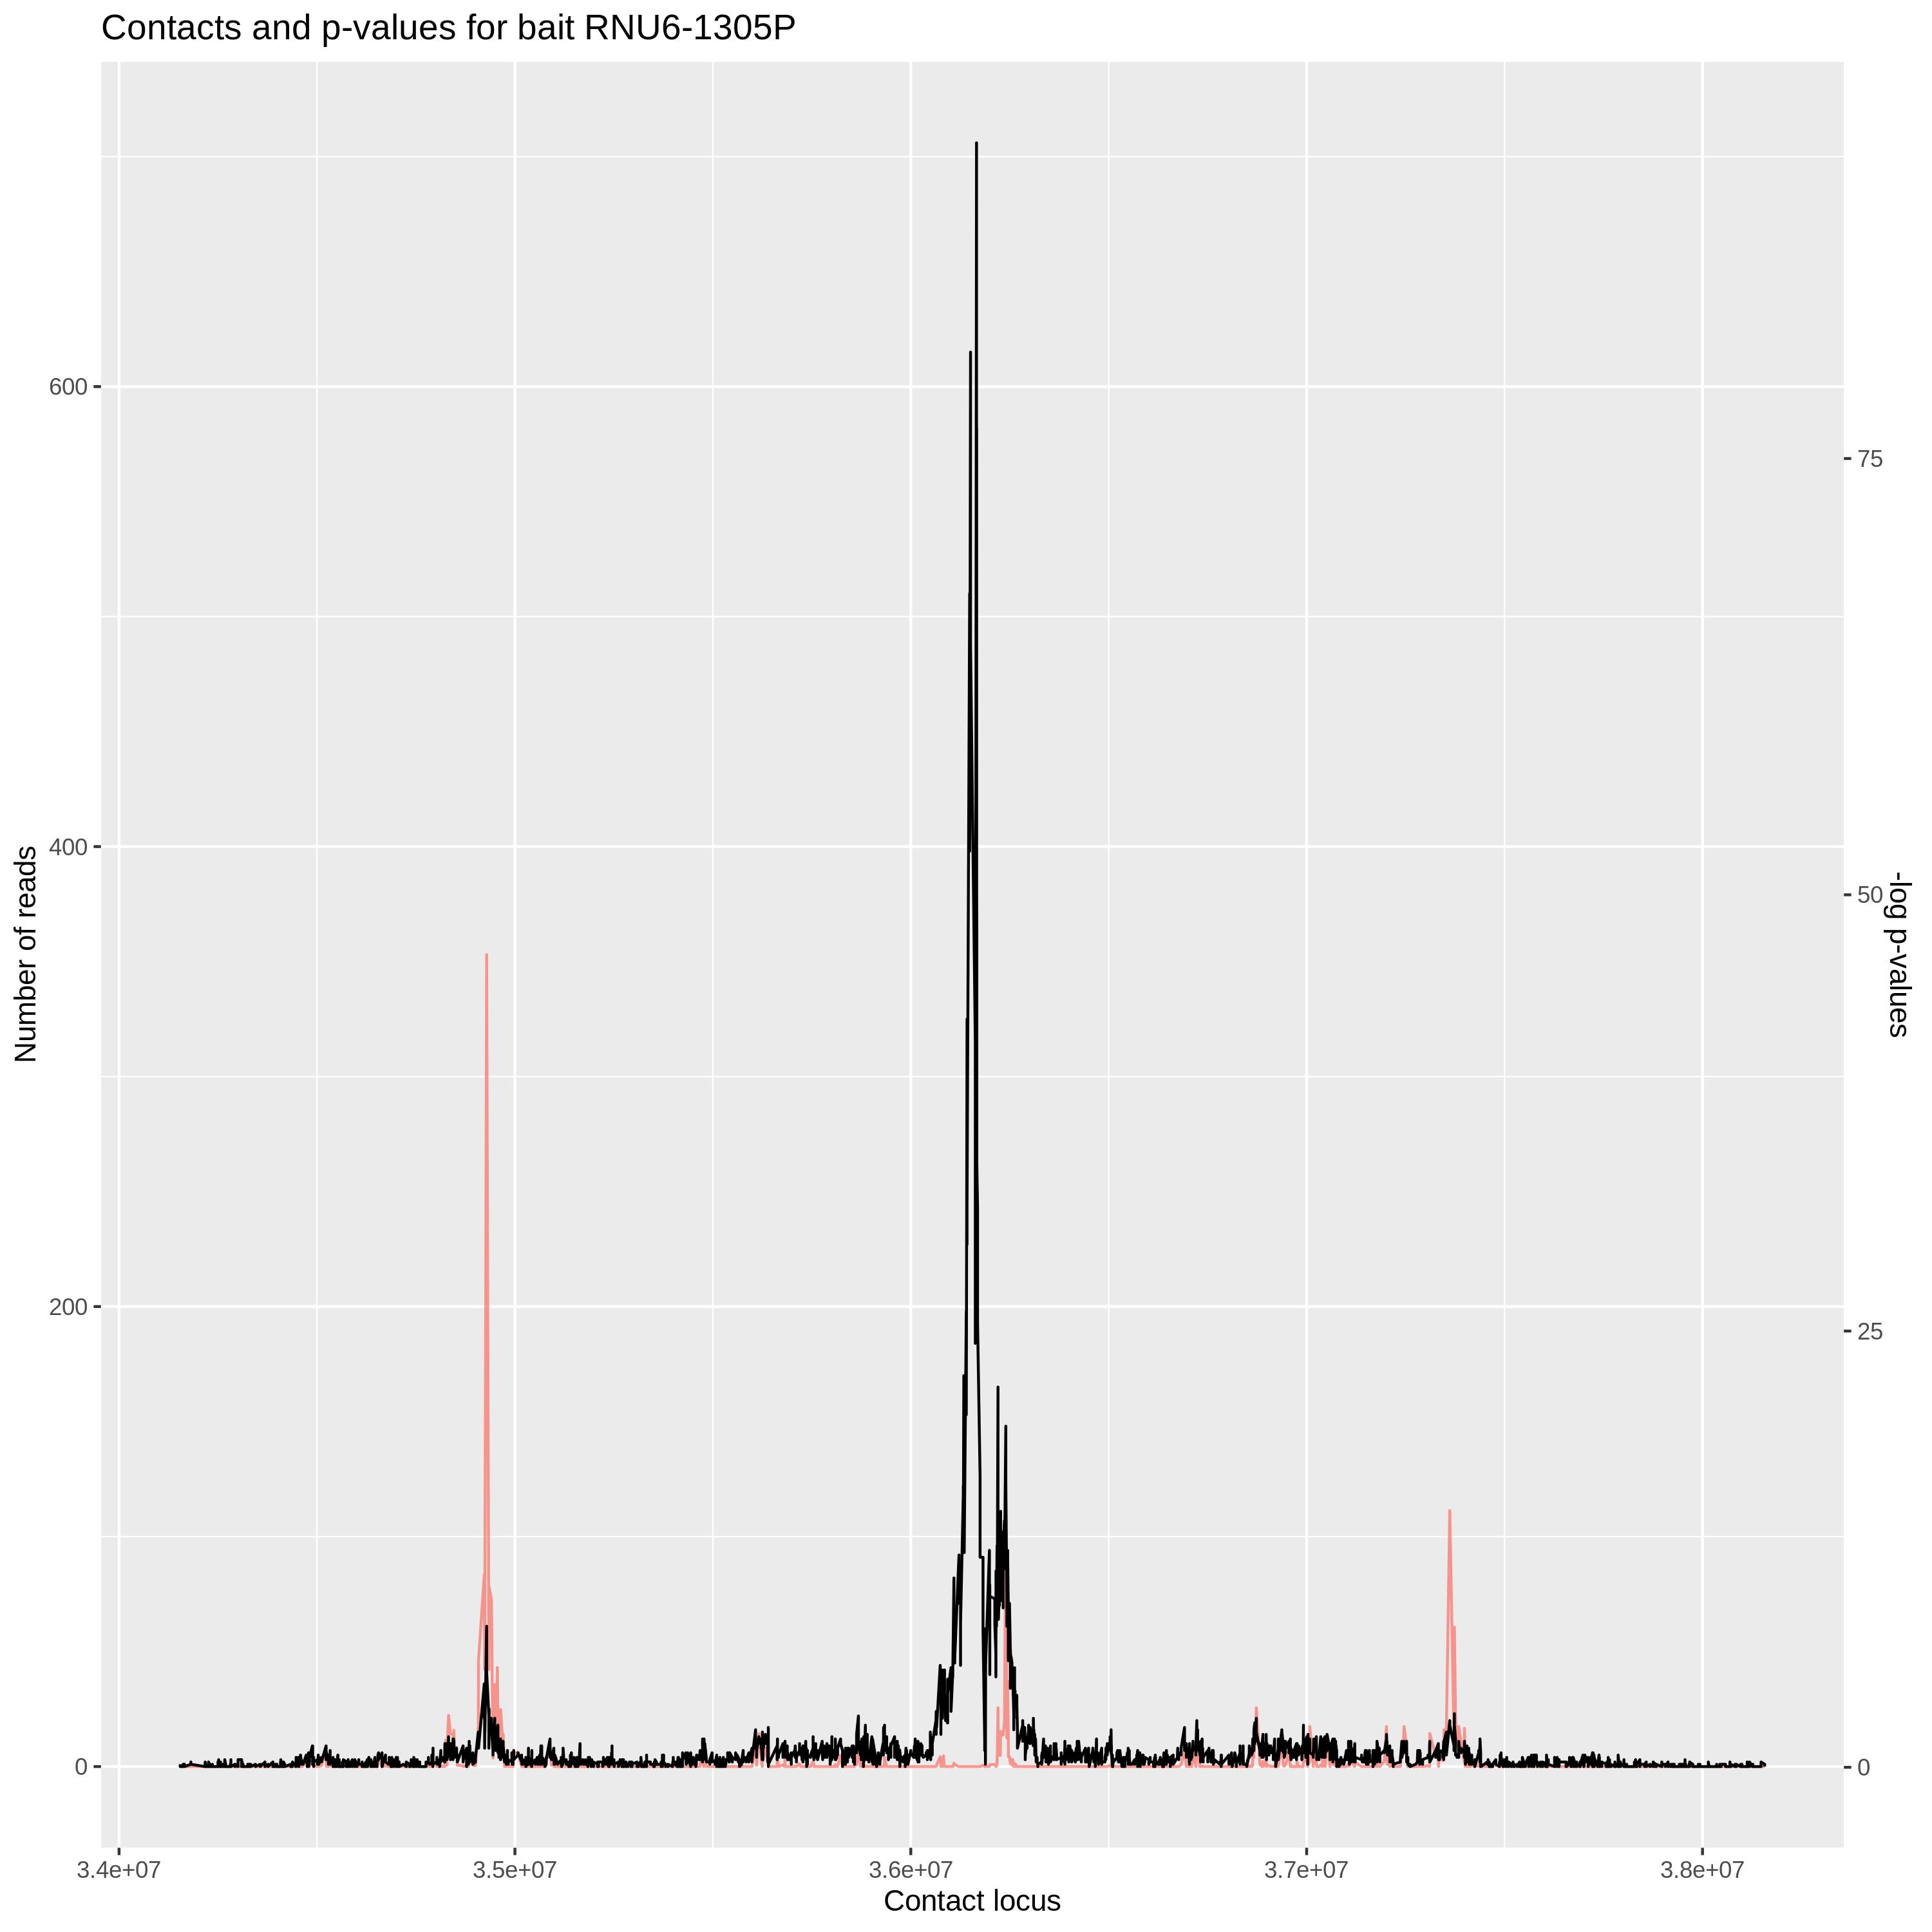 Contacts and p-values for bait RNU6-1305P
600
400
200
0
Number of reads
75
50
25
0
-log p-values
3.4e+07 3.5e+07 3.6e+07 3.7e+07 3.8e+07
Contact locus